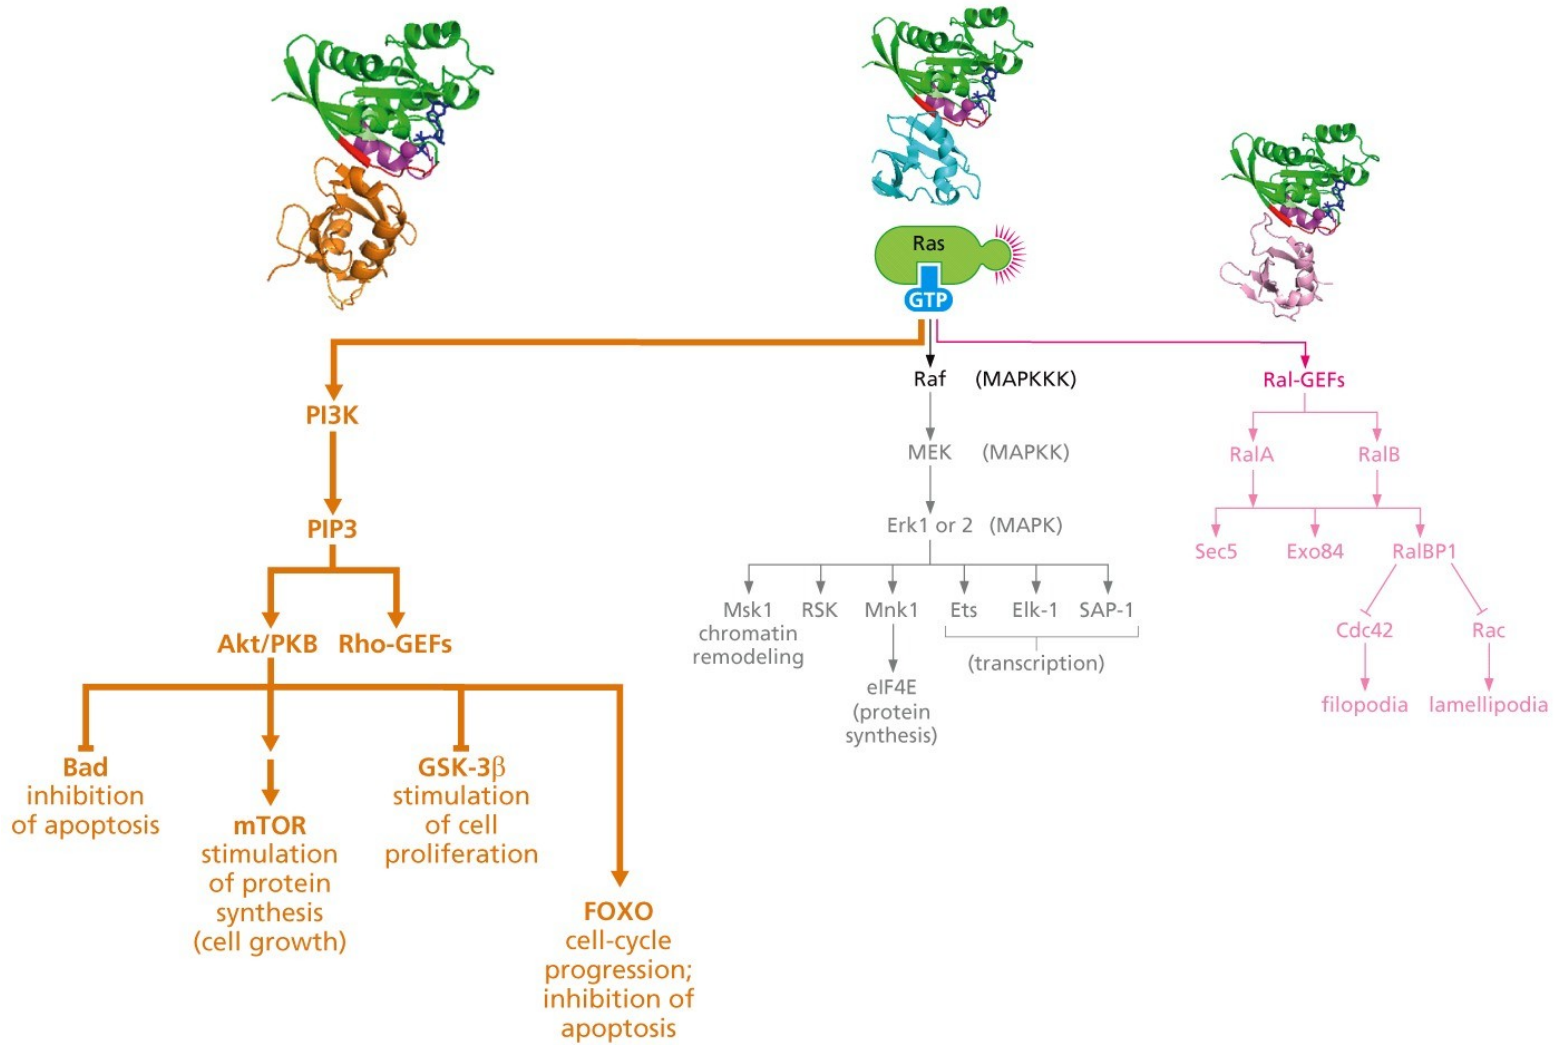 Ras
GTP
PI3K
PIP3
Akt/PKB
Rho-GEFs
Bad
inhibition
of apoptosis
mTOR
stimulation
of protein
synthesis
(cell growth)
GSK-3β
stimulation
of cell
proliferation
FOXO
cell-cycle
progression;
inhibition of
apoptosis
Raf (MAPKKK)
MEK (MAPKK)
Erk1 or 2 (MAPK)
Msk1
chromatin
remodeling
RSK
Mnk1
eIF4E
(protein
synthesis)
Ets
Elk-1
SAP-1
(transcription)
Ral-GEFs
RalA
RalB
Sec5
Exo84
RalBP1
Cdc42
Rac
filopodia
lamellipodia